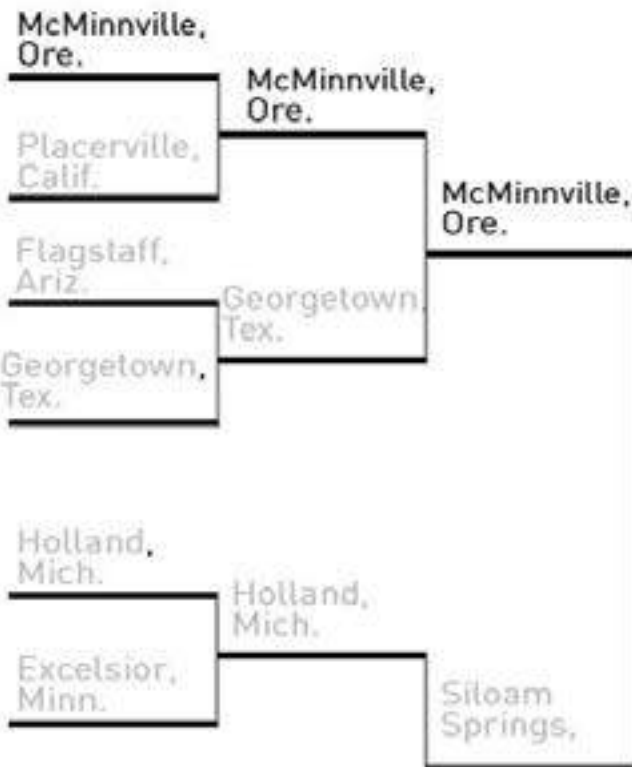 McMinnville,
Ore.
Placerville,
Calif.
Flagstaff,
Ariz.
Georgetown,
Tex.
Holland,
Mich.
Excelsior,
Minn.
McMinnville,
Ore.
Georgetown,
Tex.
Holland,
Mich.
McMinnville,
Ore.
Siloam
Springs,